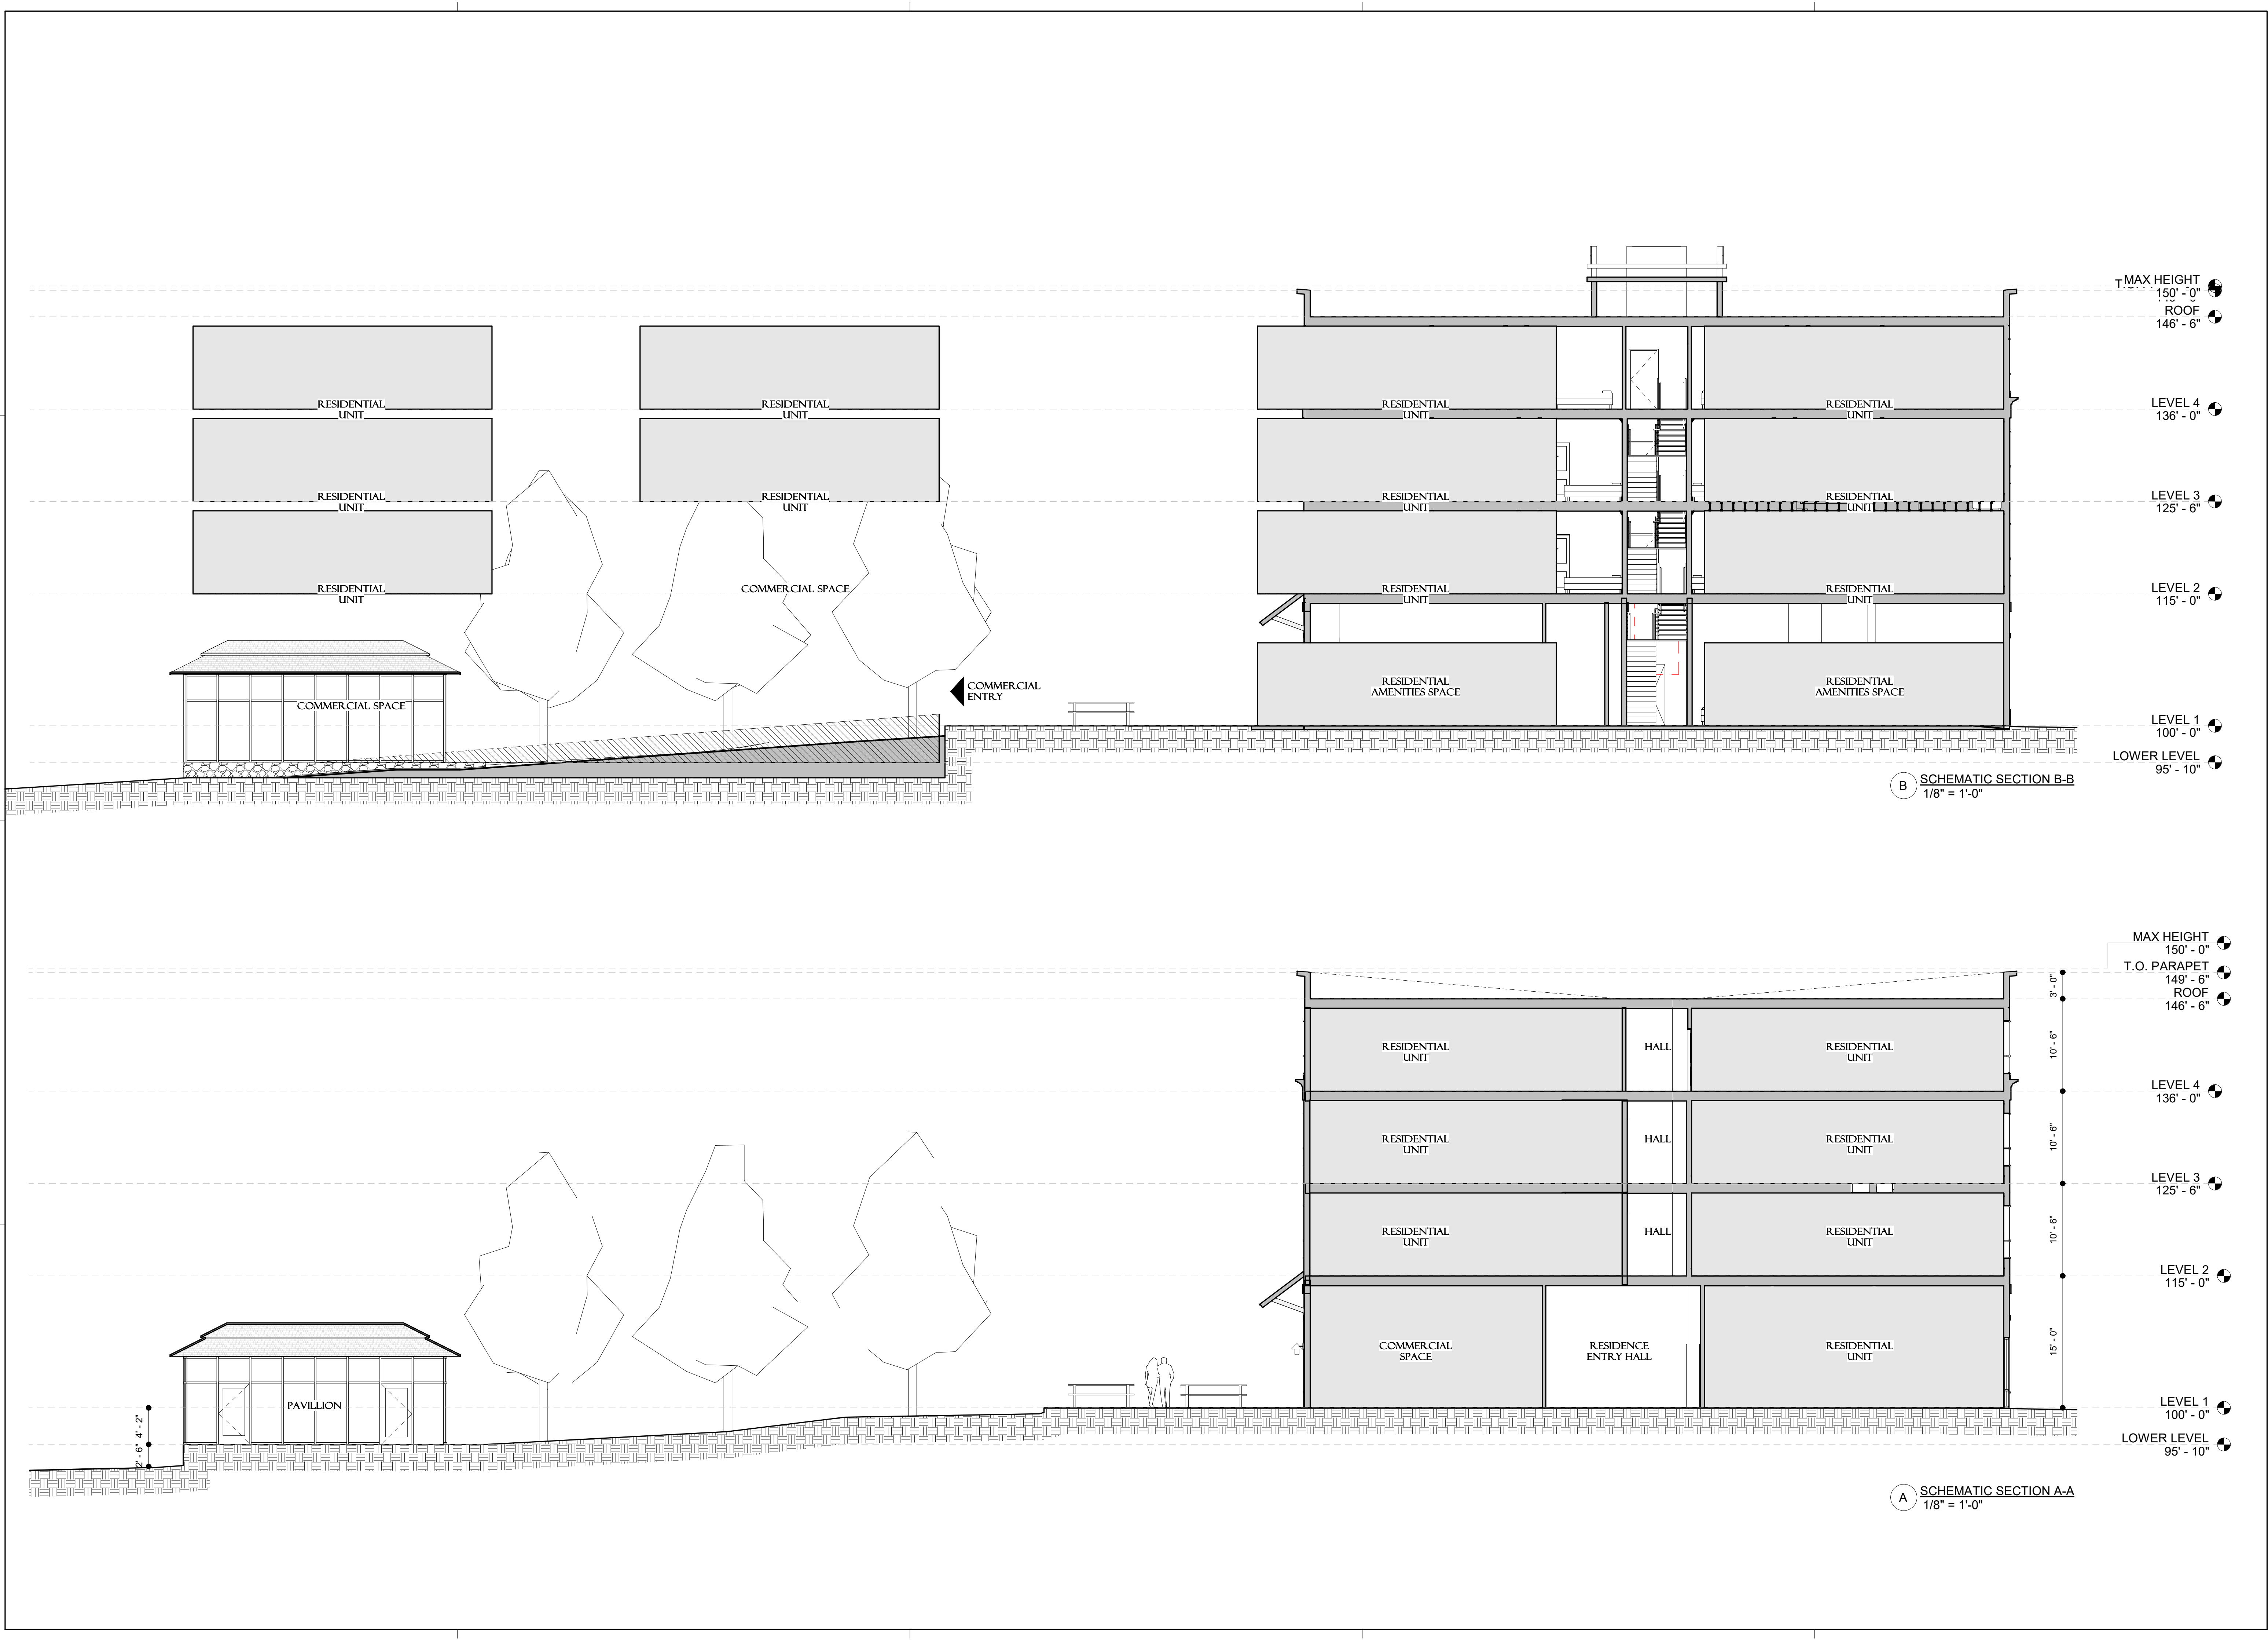 MAX HEIGHT
150' - 0"
ROOF
146' - 6"
RESIDENTIAL
UNIT
RESIDENTIAL
UNIT
RESIDENTIAL
UNIT
RESIDENTIAL
UNIT
LEVEL 4
136' - 0"
RESIDENTIAL
UNIT
RESIDENTIAL
UNIT
RESIDENTIAL
UNIT
RESIDENTIAL
UNIT
LEVEL 3
125' - 6"
RESIDENTIAL
UNIT
COMMERCIAL SPACE
RESIDENTIAL
UNIT
RESIDENTIAL
UNIT
LEVEL 2
115' - 0"
COMMERCIAL SPACE
COMMERCIAL
ENTRY
RESIDENTIAL
AMENITIES SPACE
RESIDENTIAL
AMENITIES SPACE
LEVEL 1
100' - 0"
LOWER LEVEL
95' - 10"
B
SCHEMATIC SECTION B-B
1/8" = 1'-0"
MAX HEIGHT
150' - 0"
T.O. PARAPET
149' - 6"
ROOF
146' - 6"
3' - 0"
RESIDENTIAL
UNIT
HALL
RESIDENTIAL
UNIT
10' - 6"
LEVEL 4
136' - 0"
RESIDENTIAL
UNIT
HALL
RESIDENTIAL
UNIT
10' - 6"
LEVEL 3
125' - 6"
RESIDENTIAL
UNIT
HALL
RESIDENTIAL
UNIT
10' - 6"
LEVEL 2
115' - 0"
COMMERCIAL
SPACE
RESIDENCE
ENTRY HALL
RESIDENTIAL
UNIT
15' - 0"
PAVILLION
4' - 2"
2' - 6"
LEVEL 1
100' - 0"
LOWER LEVEL
95' - 10"
A
SCHEMATIC SECTION A-A
1/8" = 1'-0"